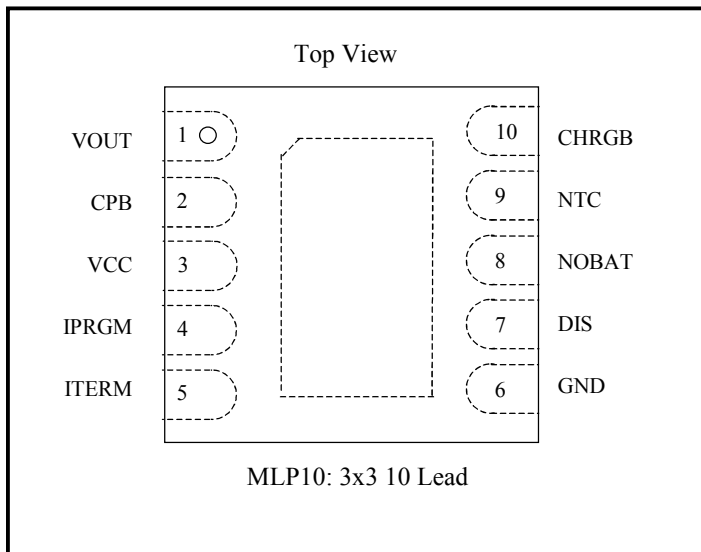 Top View
VOUT 1 10 CHRGB
CPB 2 9 NTC
VCC 3 8 NOBAT
IPRGM 4 7 DIS
ITERM 5 6 GND
MLP10: 3x3 10 Lead